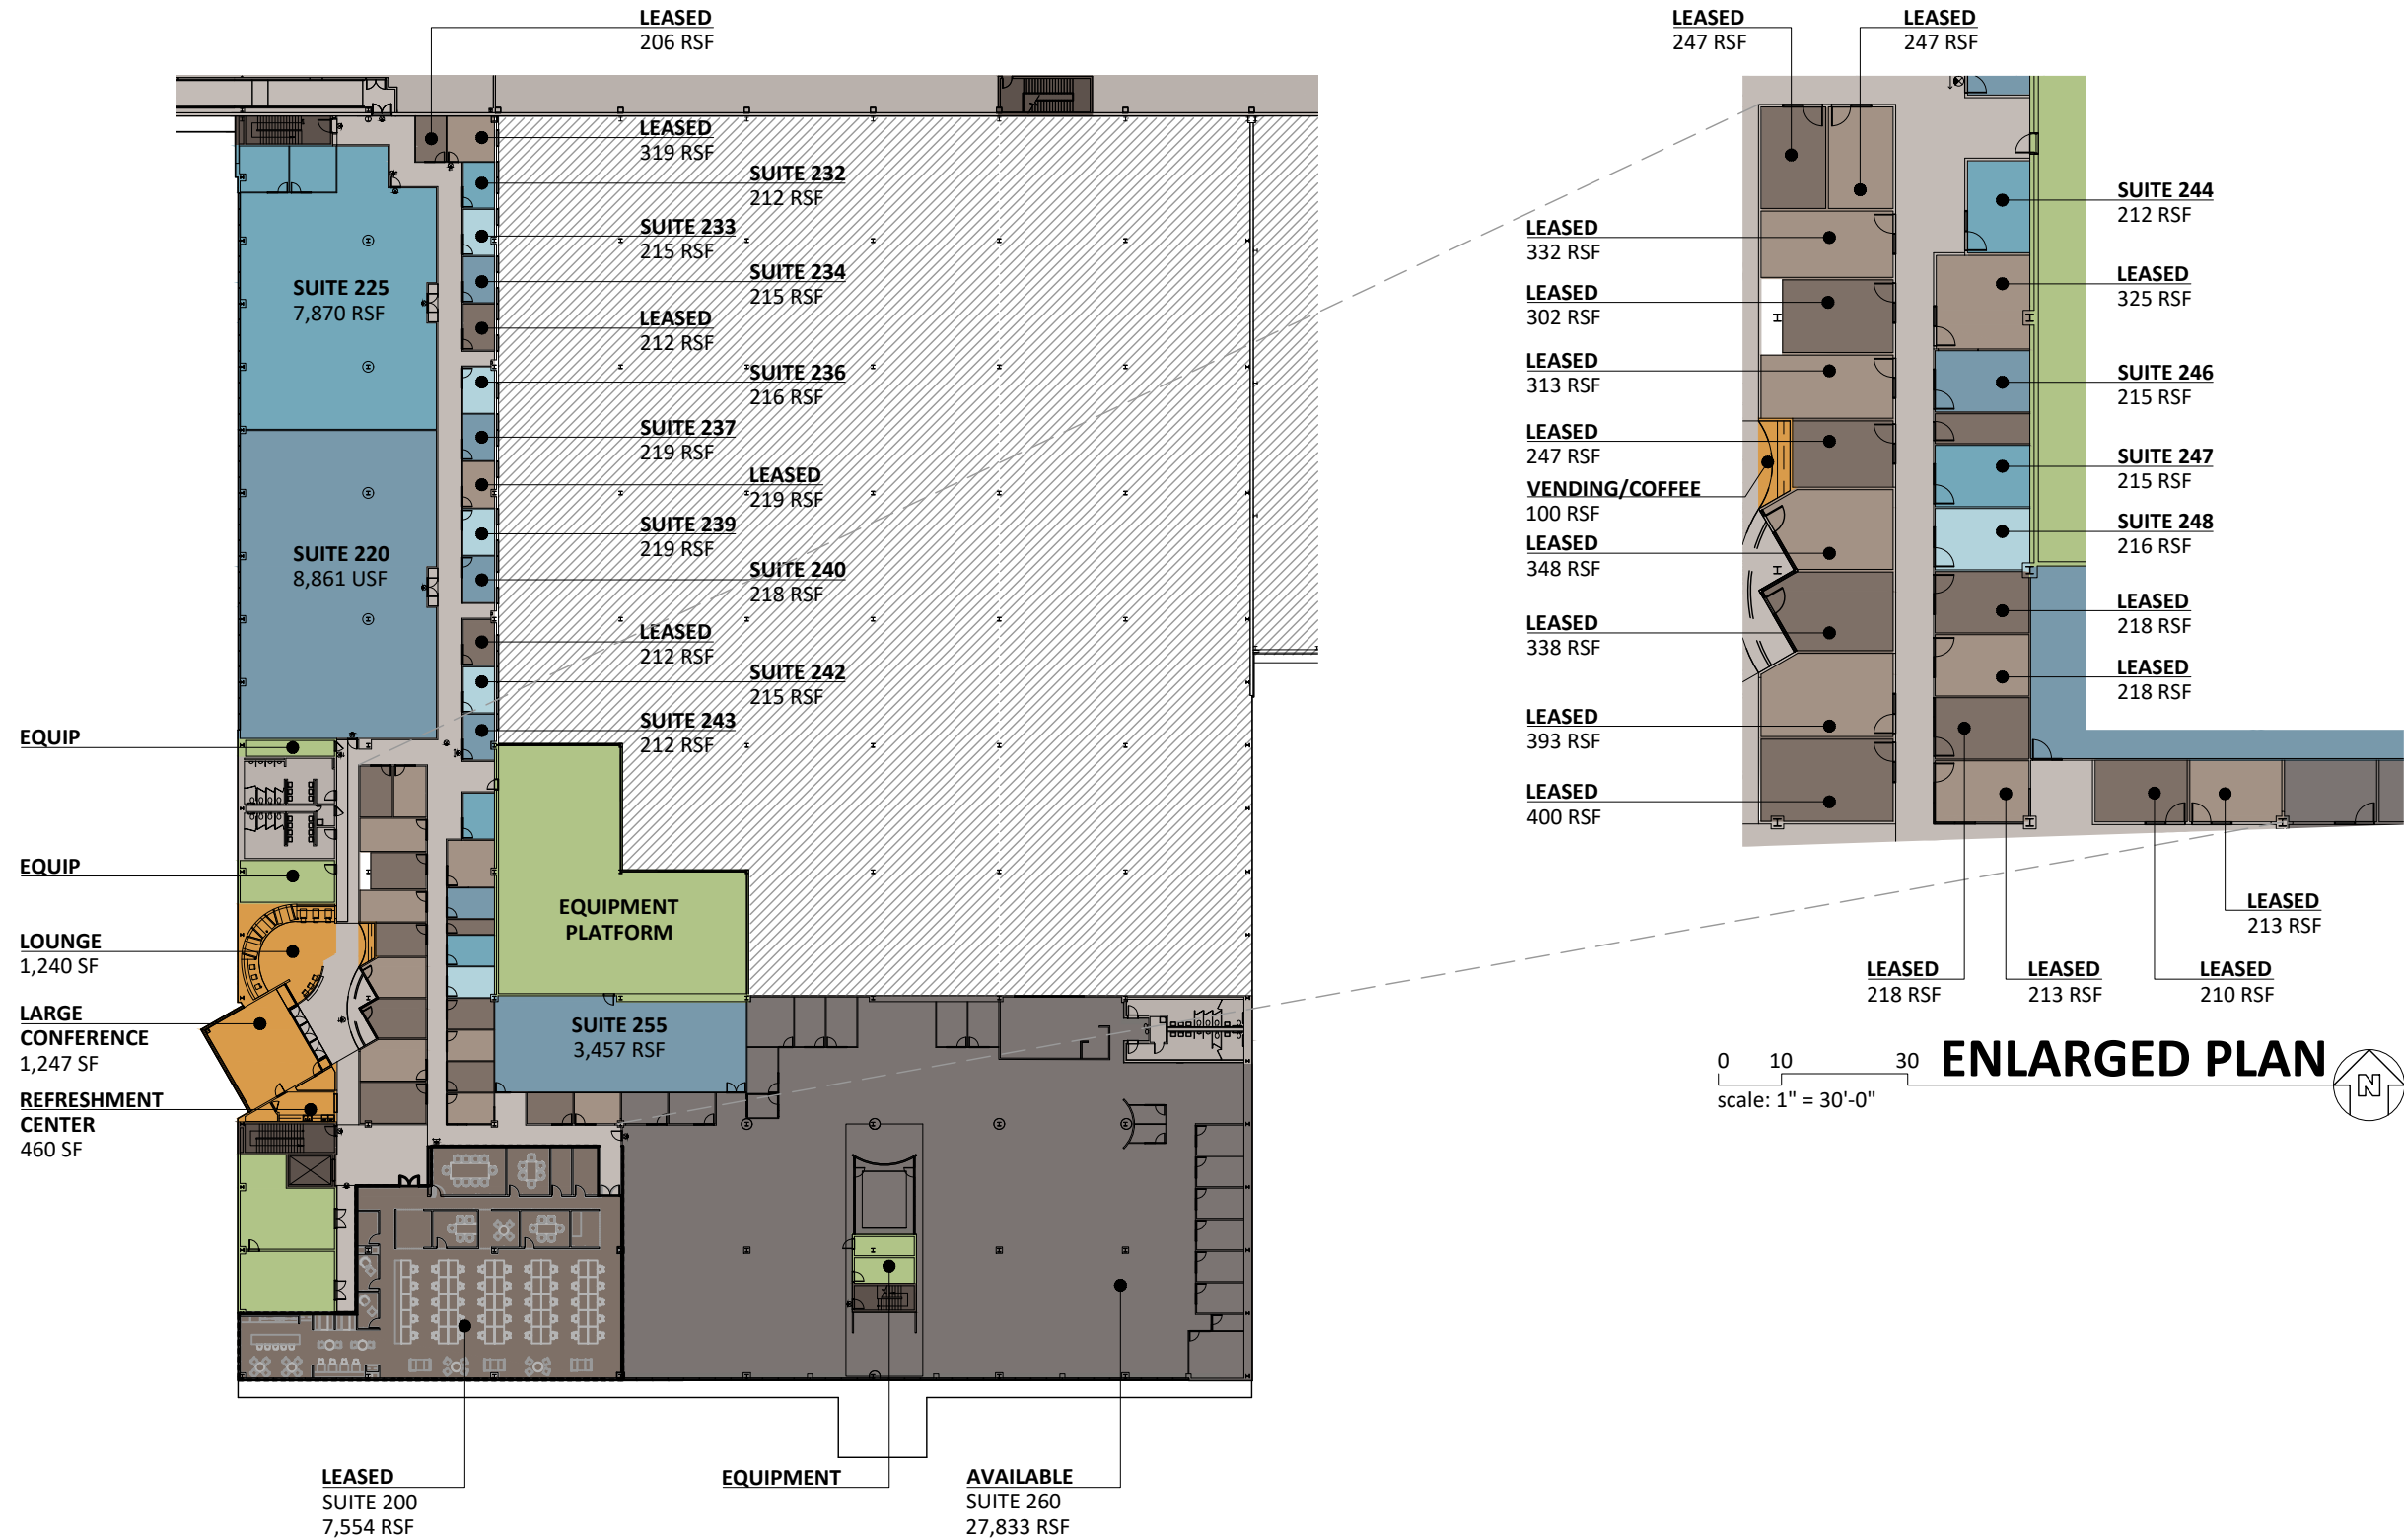 LEASED
206 RSF
LEASED
319 RSF
SUITE 232
212 RSF
SUITE 233
215 RSF
SUITE 234
215 RSF
LEASED
212 RSF
SUITE 236
216 RSF
SUITE 237
219 RSF
LEASED
219 RSF
SUITE 239
219 RSF
SUITE 240
218 RSF
LEASED
212 RSF
SUITE 242
215 RSF
SUITE 243
212 RSF
SUITE 225
7,870 RSF
SUITE 220
8,861 USF
EQUIP
EQUIP
LOUNGE
1,240 SF
LARGE
CONFERENCE
1,247 SF
REFRESHMENT
CENTER
460 SF
EQUIPMENT
PLATFORM
SUITE 255
3,457 RSF
LEASED
SUITE 200
7,554 RSF
EQUIPMENT
AVAILABLE
SUITE 260
27,833 RSF
LEASED
247 RSF
LEASED
247 RSF
LEASED
332 RSF
LEASED
302 RSF
LEASED
313 RSF
LEASED
247 RSF
VENDING/COFFEE
100 RSF
LEASED
348 RSF
LEASED
338 RSF
LEASED
393 RSF
LEASED
400 RSF
SUITE 244
212 RSF
LEASED
325 RSF
SUITE 246
215 RSF
SUITE 247
215 RSF
SUITE 248
216 RSF
LEASED
218 RSF
LEASED
218 RSF
LEASED
213 RSF
LEASED
218 RSF
LEASED
213 RSF
LEASED
210 RSF
0 10 30
ENLARGED PLAN
N
scale: 1" = 30'-0"